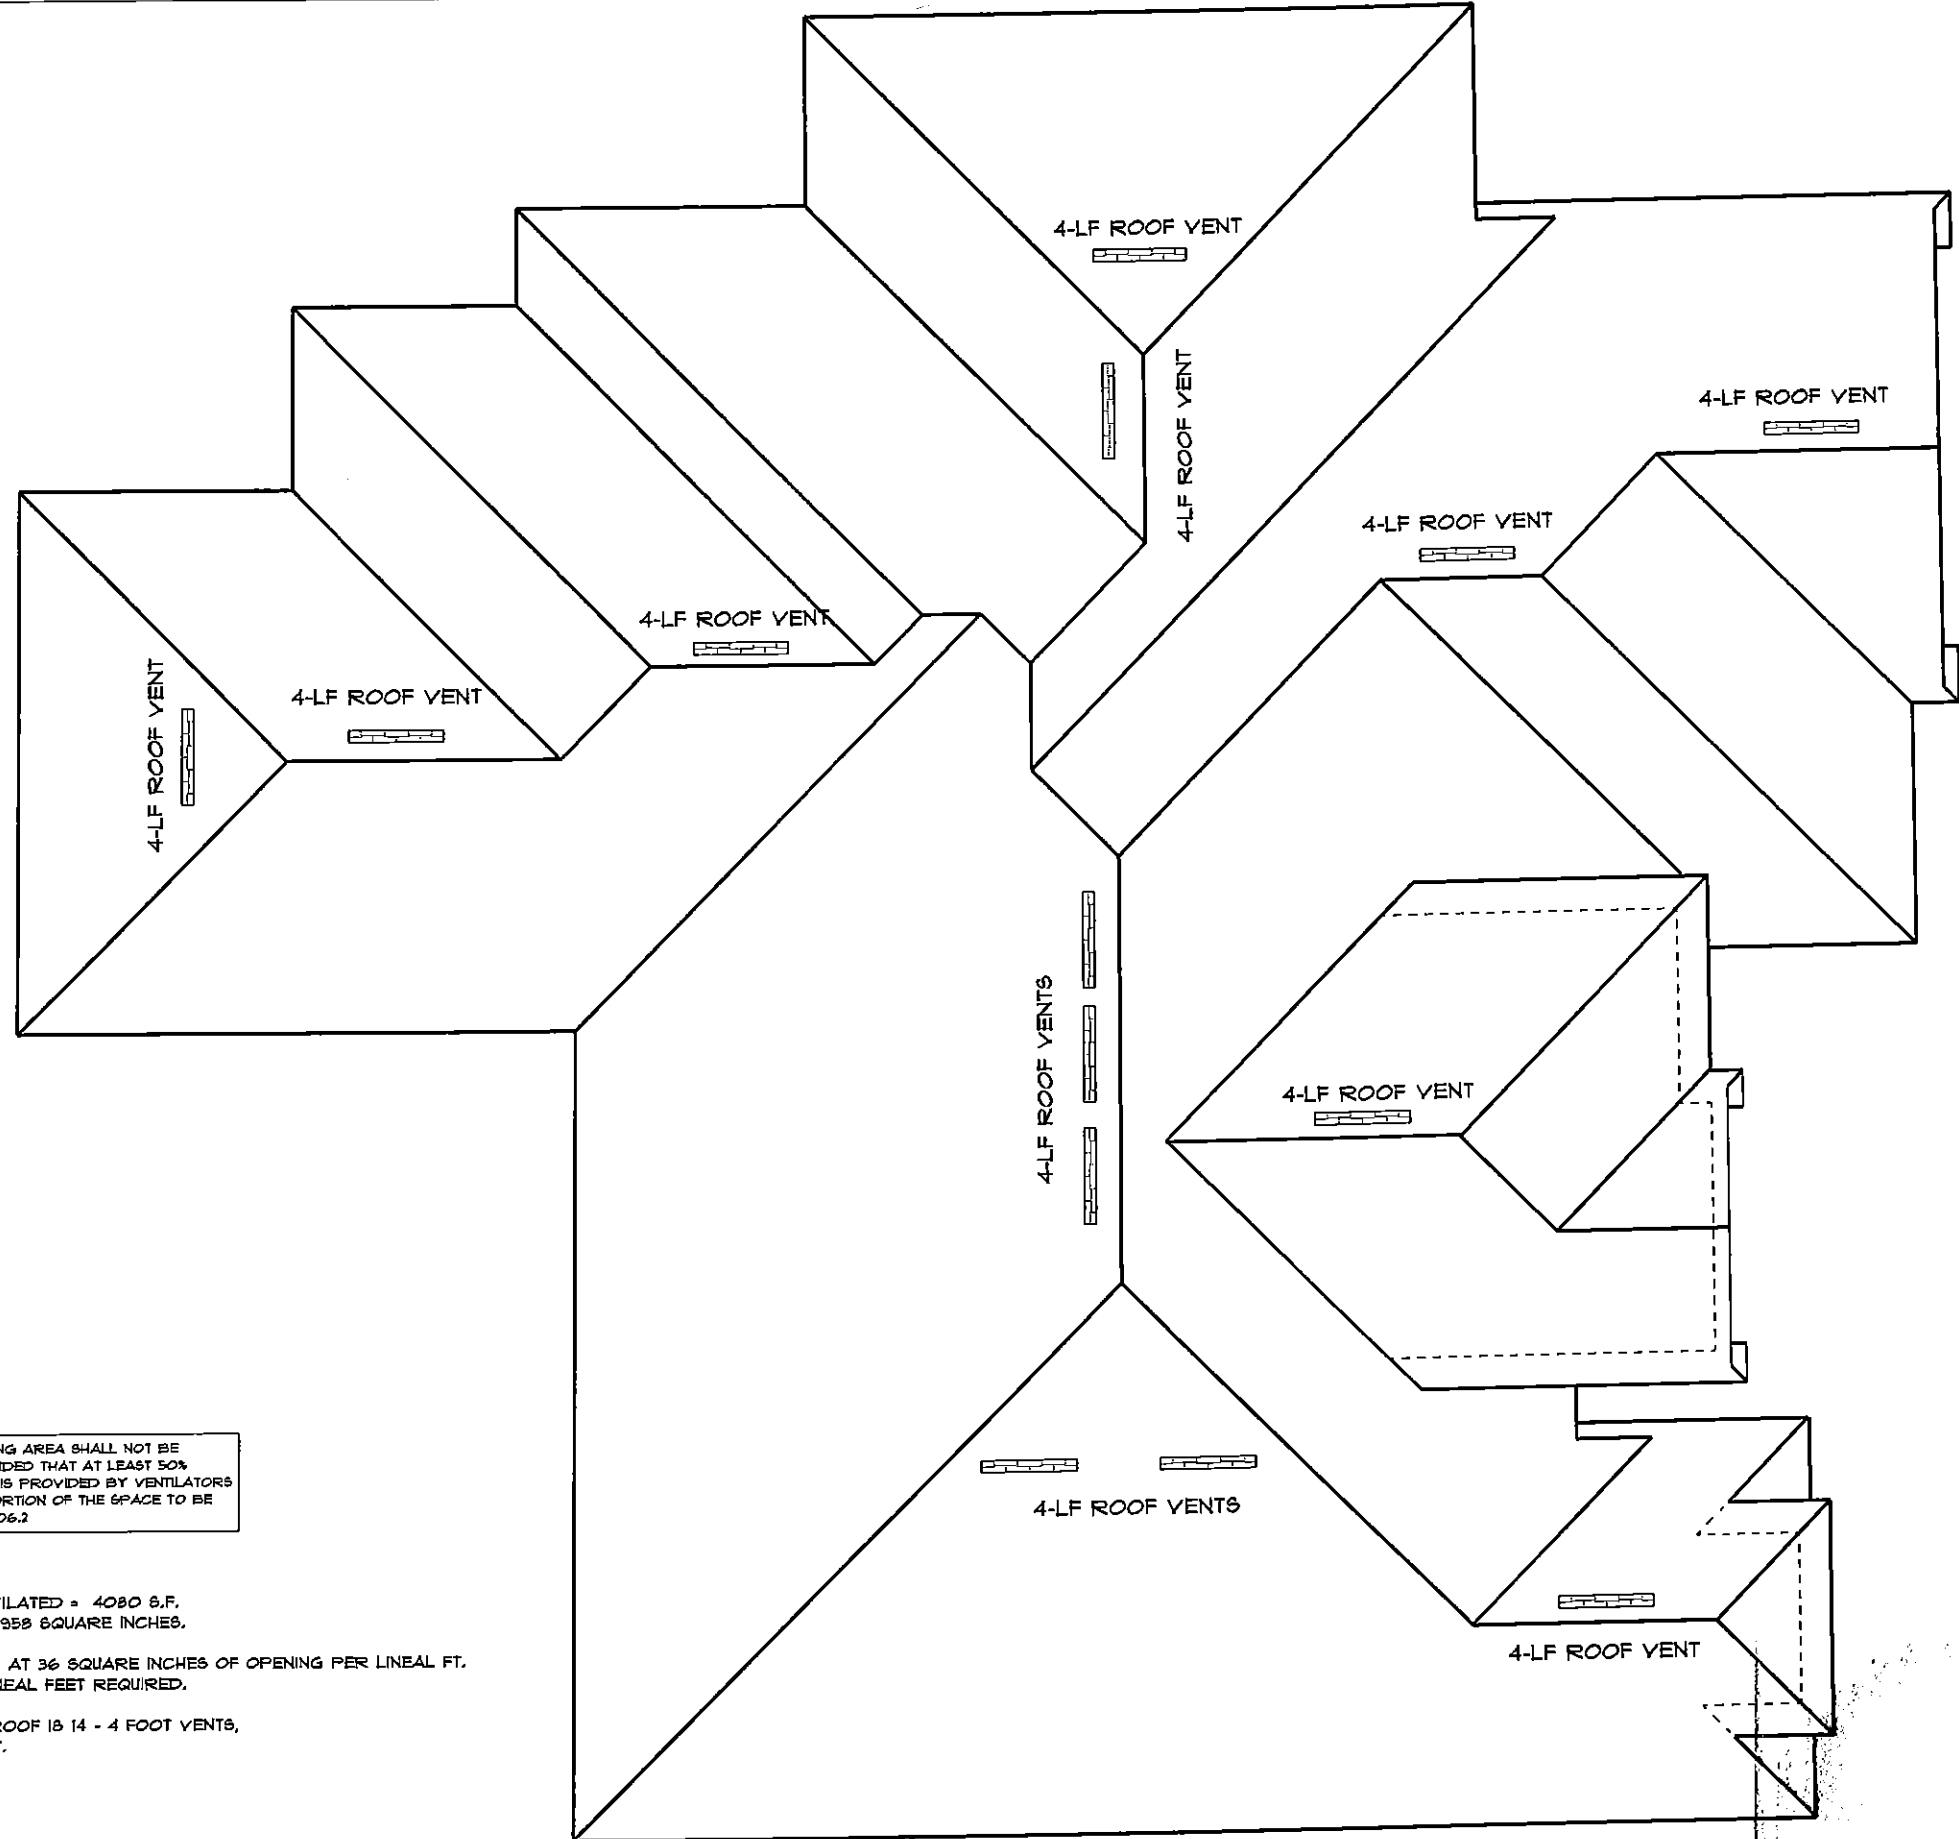 4-LF ROOF VENT
4-LF ROOF VENT
4-LF ROOF VENT
4-LF ROOF VENT
4-LF ROOF VENT
4-LF ROOF VENT
4-LF ROOF VENT
4-LF ROOF VENTS
4-LF ROOF VENT
4-LF ROOF VENTS
4-LF ROOF VENT
NG AREA SHALL NOT BE
IDED THAT AT LEAST 50%
IS PROVIDED BY VENTILATORS
ORTION OF THE SPACE TO BE
06.2
TILATED = 4080 S.F.
958 SQUARE INCHES.
AT 36 SQUARE INCHES OF OPENING PER LINEAL FT.
EAL FEET REQUIRED.
ROOF IS 14 - 4 FOOT VENTS,